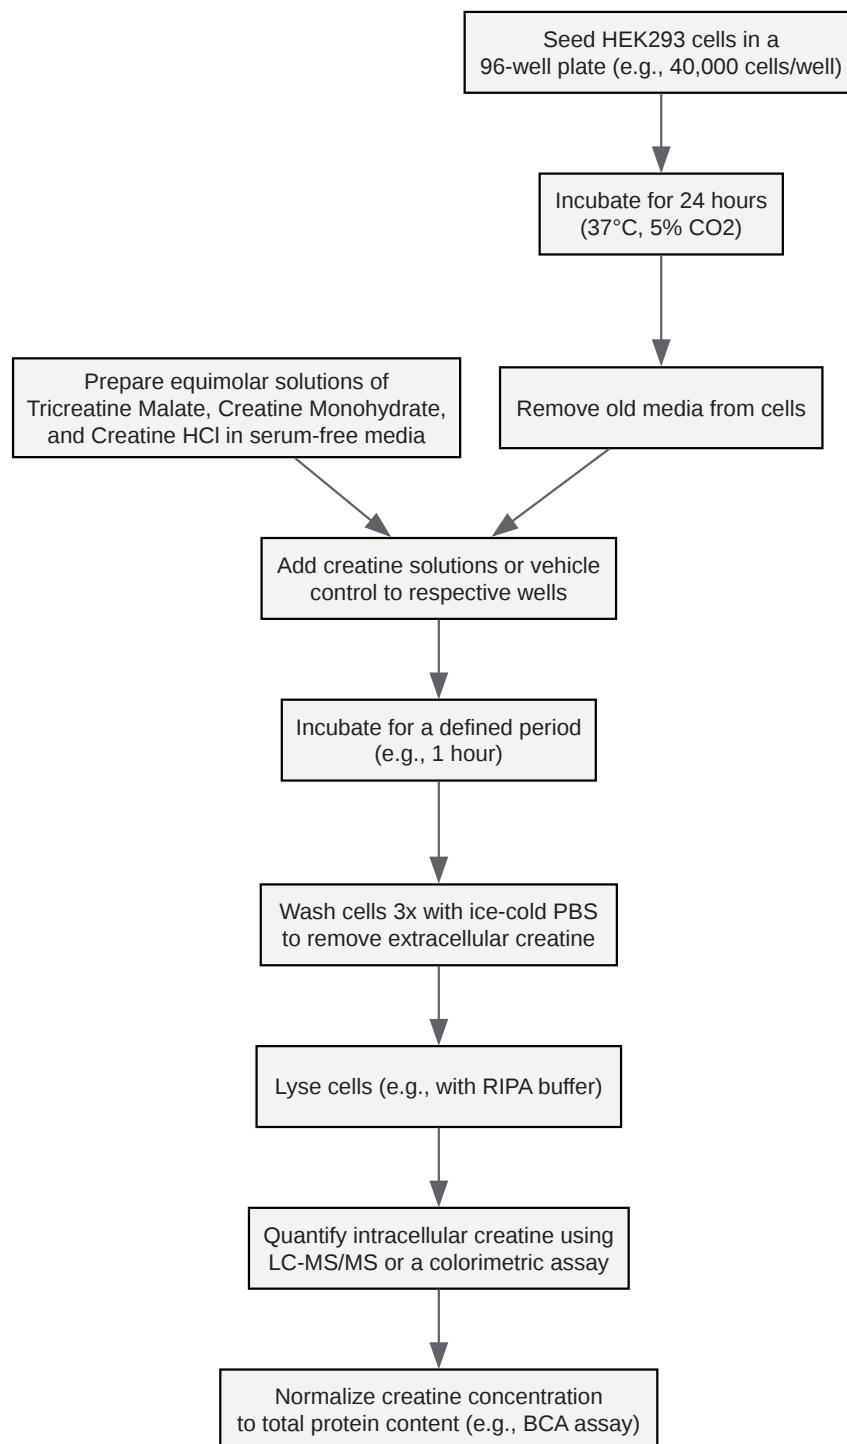 Seed HEK293 cells in a
96-well plate (e.g., 40,000 cells/well)
Incubate for 24 hours
(37°C, 5% CO2)
Prepare equimolar solutions of
Tricreatine Malate, Creatine Monohydrate,
and Creatine HCl in serum-free media
Remove old media from cells
Add creatine solutions or vehicle
control to respective wells
Incubate for a defined period
(e.g., 1 hour)
Wash cells 3x with ice-cold PBS
to remove extracellular creatine
Lyse cells (e.g., with RIPA buffer)
Quantify intracellular creatine using
LC-MS/MS or a colorimetric assay
Normalize creatine concentration
to total protein content (e.g., BCA assay)